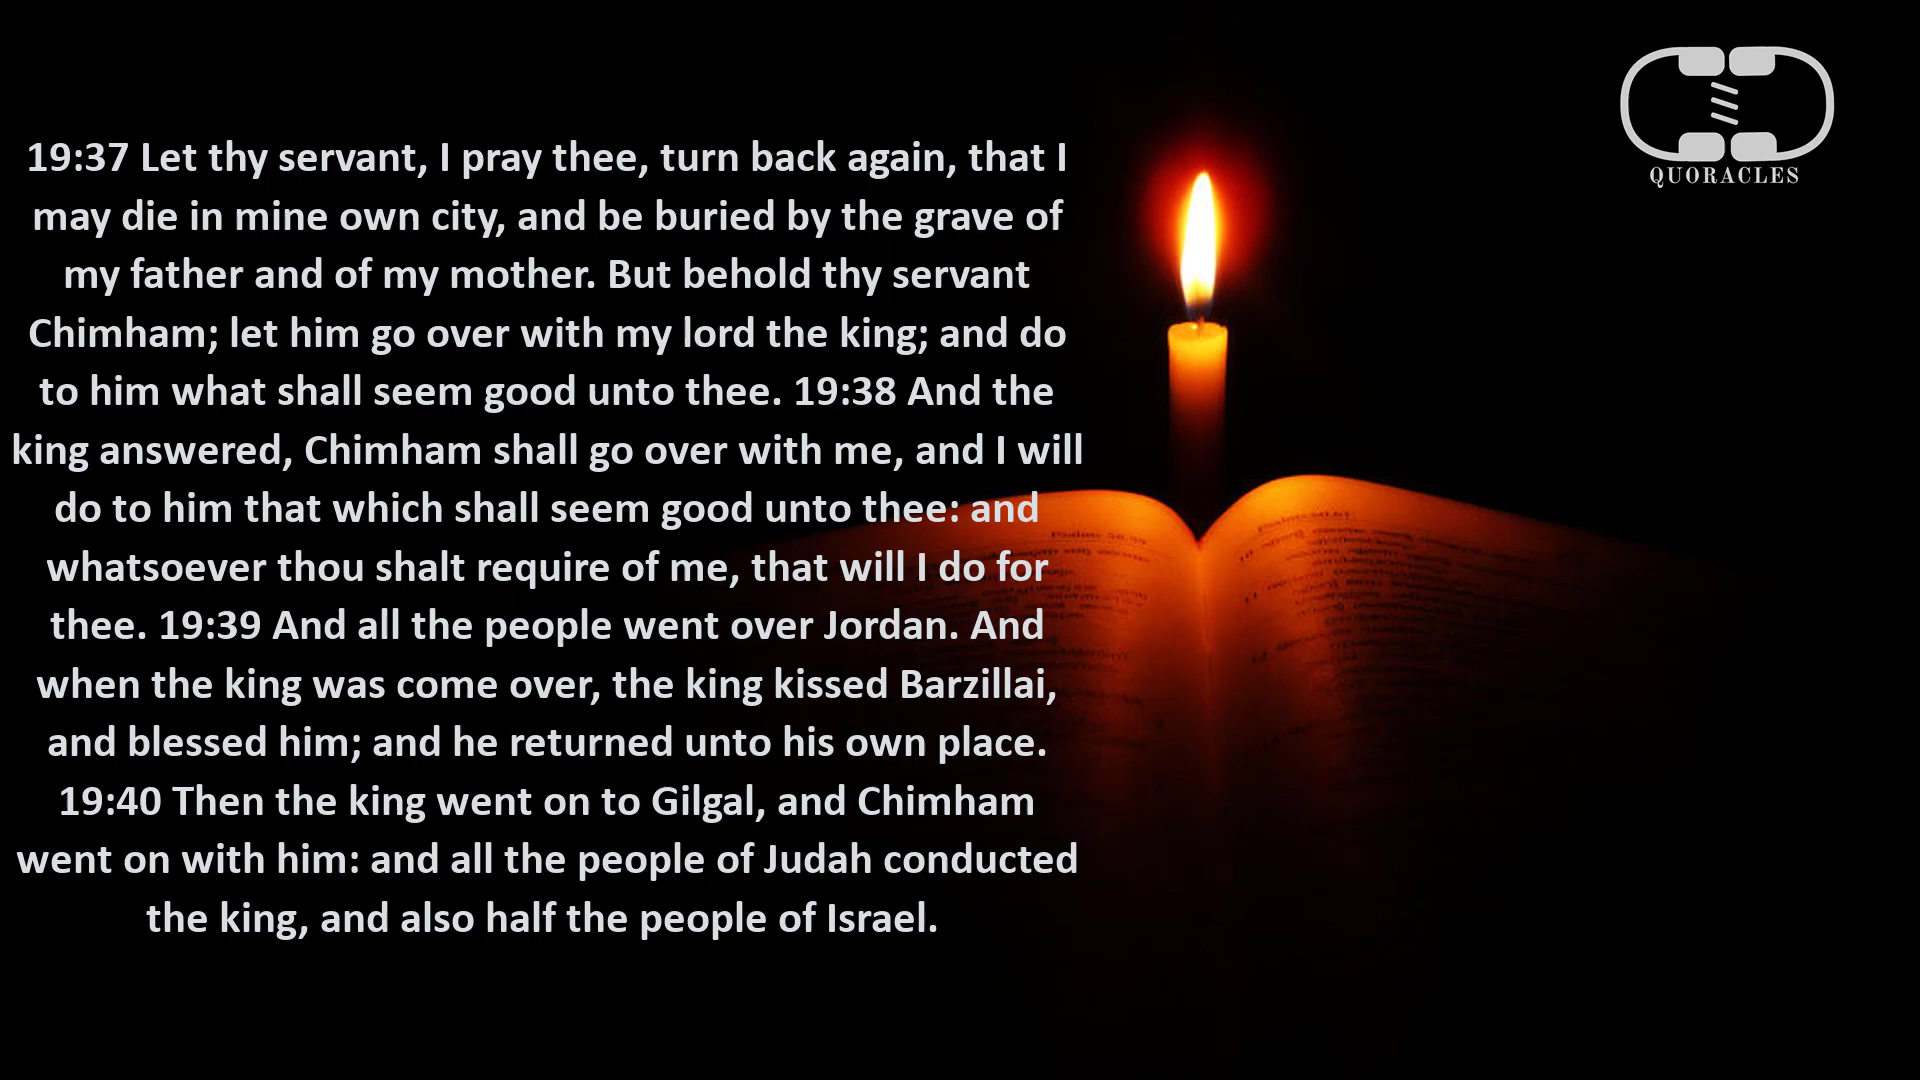 19:37 Let thy servant, I pray thee, turn back again, that I
may die in mine own city, and be buried by the grave of
my father and of my mother. But behold thy servant
Chimham; let him go over with my lord the king; and do
to him what shall seem good unto thee. 19:38 And the
king answered, Chimham shall go over with me, and I will
do to him that which shall seem good unto thee: and
whatsoever thou shalt require of me, that will I do for
thee. 19:39 And all the people went over Jordan. And
when the king was come over, the king kissed Barzillai,
and blessed him; and he returned unto his own place.
19:40 Then the king went on to Gilgal, and Chimham
went on with him: and all the people of Judah conducted
the king, and also half the people of Israel.
QUORACLES